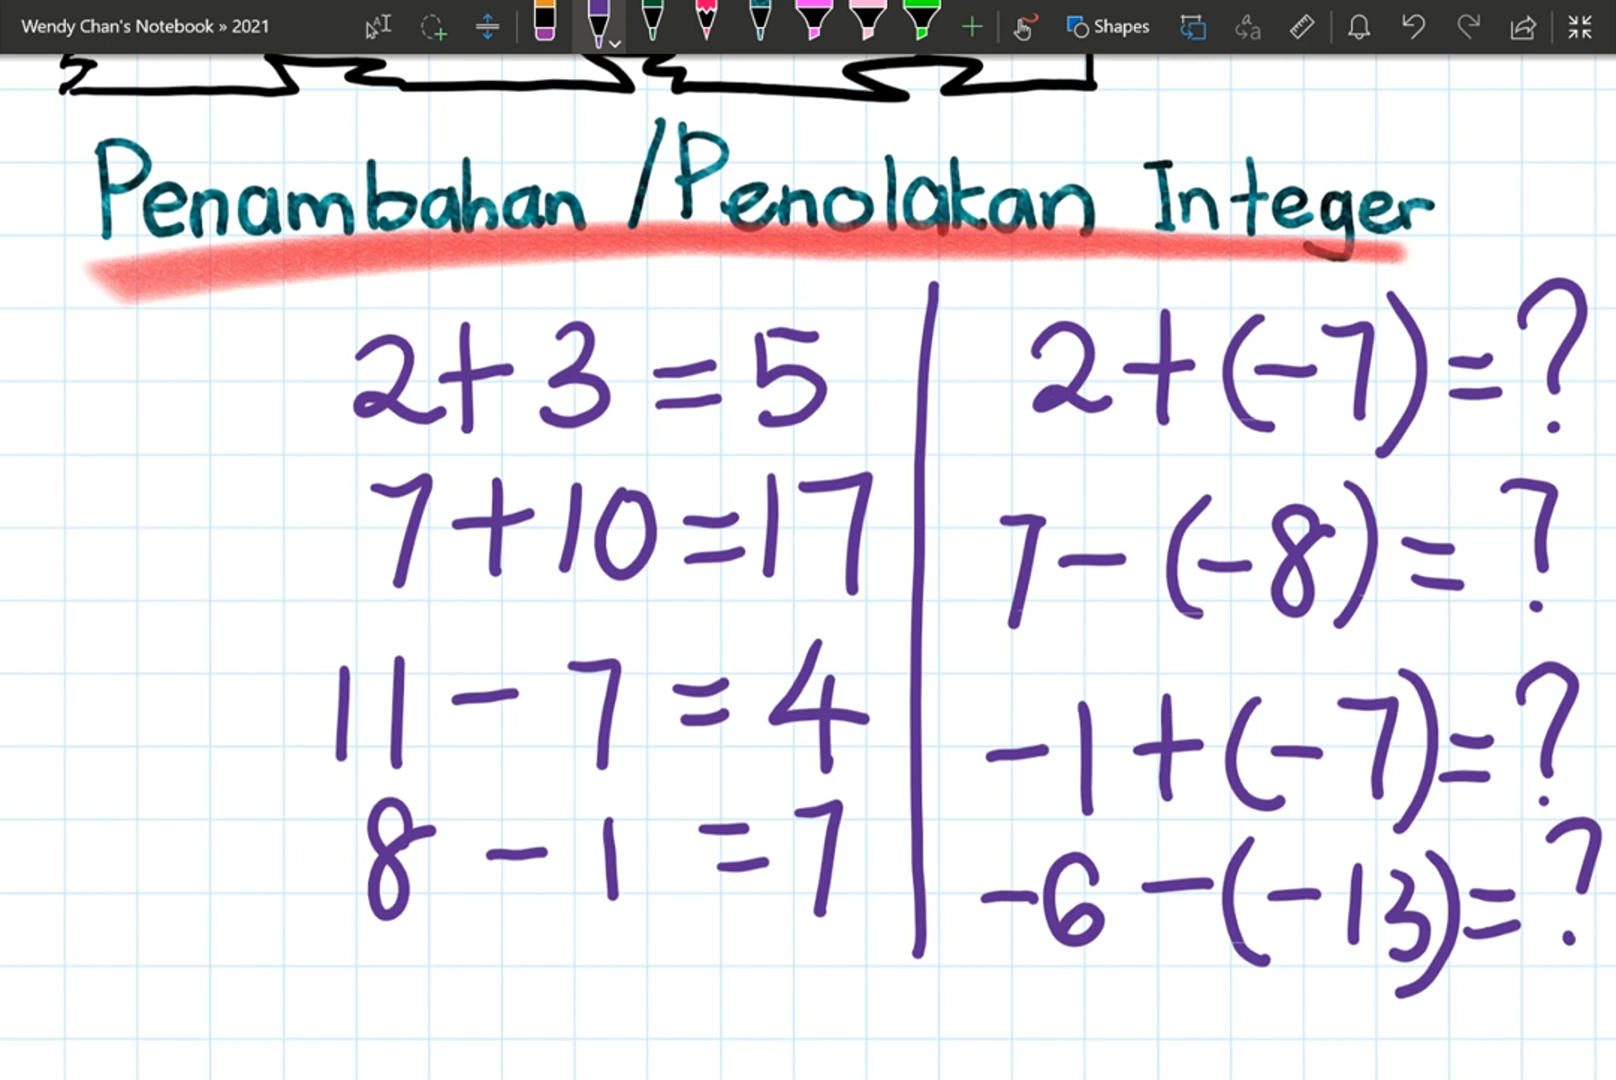 Wendy Chan's Notebook » 2021
Shapes
Penambahan/Penolakan Integer
2+3=5
7+10=17
11-7=4
8-1=7
2+(-7)=?
7-(-8)=?
-1+(-7)=?
-6-(-13)=?